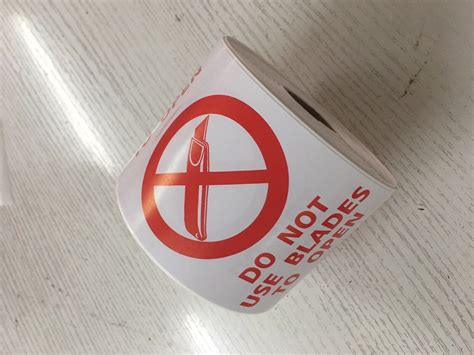 DO NOT
USE BLADES
TO OPEN